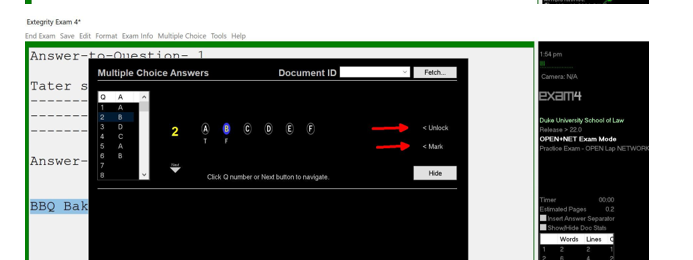 Extegrity Exam 4*
End Exam Save Edit Format Exam Info Multiple Choice Tools Help
Answer-to-Question- 1
Multiple Choice Answers Document ID Fetch...
Tater s
Q A
1 A
2 B
3 D
4 C
5 A
6 B
7
8
2 A B C D E F
T F
< Unlock
< Mark
Next
Click Q number or Next button to navigate.
Hide
Answer-
BBQ Bak
1:54 pm
Camera: N/A
EXAM4
Duke University School of Law
Release > 22.0
OPEN+NET Exam Mode
Practice Exam - OPEN Lap NETWORK
Timer 00:00
Estimated Pages 0.2
Insert Answer Separator
Show/Hide Doc Stats
Words Lines
1 2 2 1